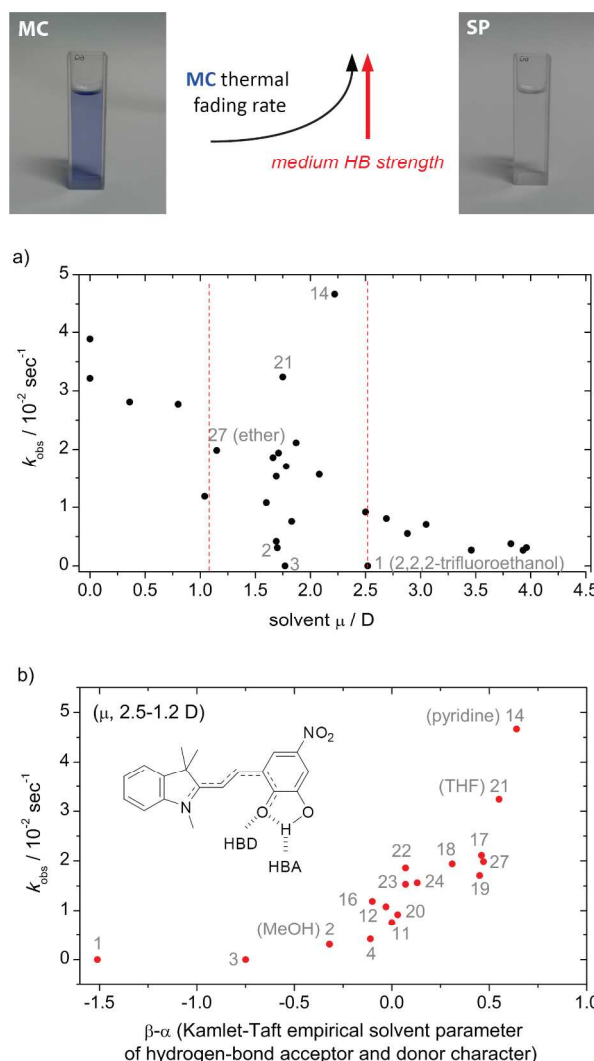 MC
SP
MC thermal
fading rate
medium HB strength
a)
5
4
3
2
1
0
14
21
27 (ether)
2
3
1 (2,2,2-trifluoroethanol)
0.0 0.5 1.0 1.5 2.0 2.5 3.0 3.5 4.0 4.5
k_obs / 10⁻² sec⁻¹
solvent μ / D
b)
5
4
3
2
1
0
(μ, 2.5-1.2 D)
NO₂
N
O
H
O
HBD
HBA
(pyridine) 14
(THF) 21
17
18
22
27
23
24
19
16
12
20
(MeOH) 2
11
4
1
3
-1.5 -1.0 -0.5 0.0 0.5 1.0
k_obs / 10⁻² sec⁻¹
β-α (Kamlet-Taft empirical solvent parameter
of hydrogen-bond acceptor and donor character)